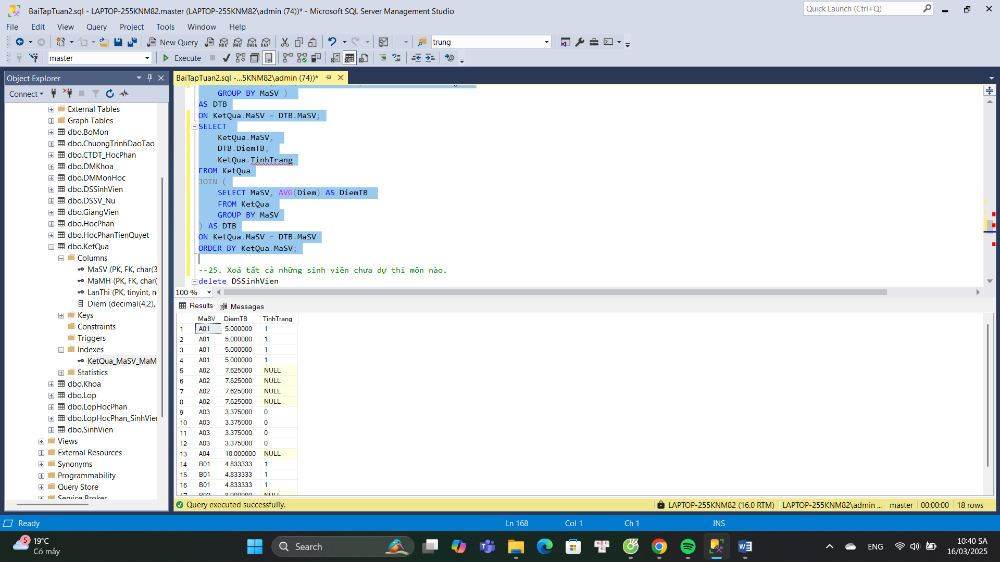 BaiTapTuan2.sql - LAPTOP-255KNM82.master (LAPTOP-255KNM82\admin (74))* - Microsoft SQL Server Management Studio
Quick Launch (Ctrl+Q)
File Edit View Query Project Tools Window Help
New Query
MDX DMX XMLA DAX
trung
master
Execute
Object Explorer
Connect
External Tables
Graph Tables
dbo.BoMon
dbo.ChuongTrinhDaoTao
dbo.CTDT_HocPhan
dbo.DMKhoa
dbo.DMMonHoc
dbo.DSSinhVien
dbo.DSSV_Nu
dbo.GiangVien
dbo.HocPhan
dbo.HocPhanTienQuyet
dbo.KetQua
Columns
MaSV (PK, FK, char(3
MaMH (PK, FK, char(
LanThi (PK, tinyint, n
Diem (decimal(4,2),
Keys
Constraints
Triggers
Indexes
KetQua_MaSV_MaM
Statistics
dbo.Khoa
dbo.Lop
dbo.LopHocPhan
dbo.LopHocPhan_SinhVien
dbo.SinhVien
Views
External Resources
Synonyms
Programmability
Query Store
Service Broker
BaiTapTuan2.sql -...5KNM82\admin (74))*
GROUP BY MaSV )
AS DTB
ON KetQua.MaSV = DTB.MaSV;
SELECT
KetQua.MaSV,
DTB.DiemTB,
KetQua.TinhTrang
FROM KetQua
JOIN (
SELECT MaSV, AVG(Diem) AS DiemTB
FROM KetQua
GROUP BY MaSV
) AS DTB
ON KetQua.MaSV = DTB.MaSV
ORDER BY KetQua.MaSV;
--25. Xoá tất cả những sinh viên chưa dự thi môn nào.
delete DSSinhVien
100 %
Results Messages
MaSV DiemTB TinhTrang
1 A01 5.000000 1
2 A01 5.000000 1
3 A01 5.000000 1
4 A01 5.000000 1
5 A02 7.625000 NULL
6 A02 7.625000 NULL
7 A02 7.625000 NULL
8 A02 7.625000 NULL
9 A03 3.375000 0
10 A03 3.375000 0
11 A03 3.375000 0
12 A03 3.375000 0
13 A04 10.000000 NULL
14 B01 4.833333 1
15 B01 4.833333 1
16 B01 4.833333 1
17 B02 8.000000 NULL
Query executed successfully.
LAPTOP-255KNM82 (16.0 RTM) LAPTOP-255KNM82\admin ... master 00:00:00 18 rows
Ready
Ln 168 Col 1 Ch 1 INS
5
19°C
Có mây
Search
ENG
10:40 SA
16/03/2025